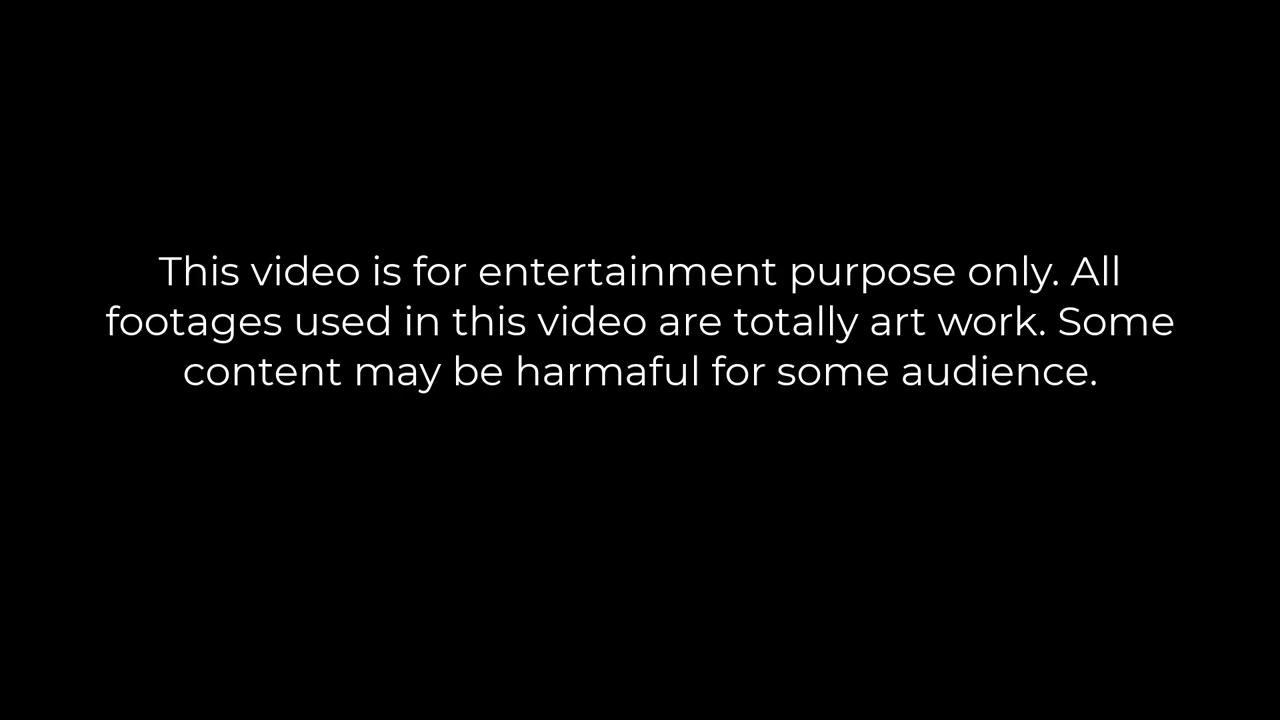 This video is for entertainment purpose only. All
footages used in this video are totally art work. Some
content may be harmaful for some audience.